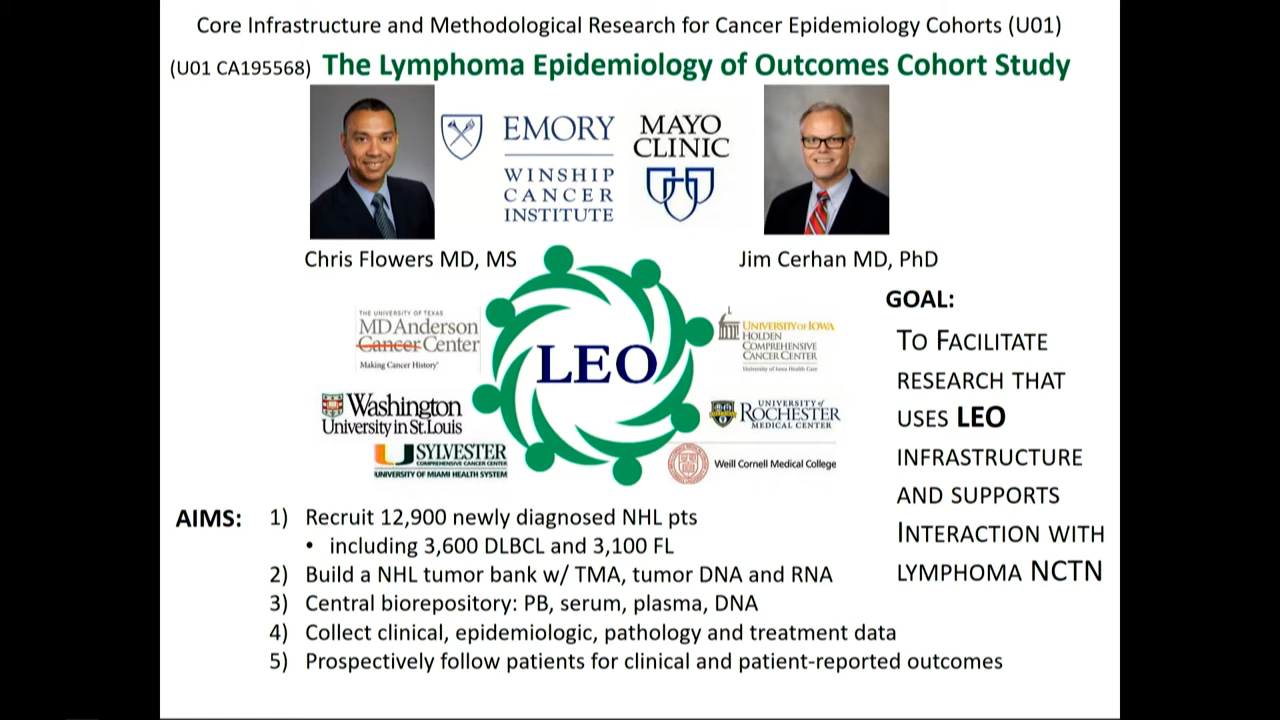 Core Infrastructure and Methodological Research for Cancer Epidemiology Cohorts (U01)
(U01 CA195568) The Lymphoma Epidemiology of Outcomes Cohort Study
EMORY
WINSHIP
CANCER
INSTITUTE
MAYO
CLINIC
Chris Flowers MD, MS
Jim Cerhan MD, PhD
THE UNIVERSITY OF TEXAS
MD Anderson
Cancer Center
Making Cancer History®
Washington
University in St. Louis
U SYLVESTER
COMPREHENSIVE CANCER CENTER
UNIVERSITY OF MIAMI HEALTH SYSTEM
LEO
UNIVERSITY OF IOWA
HOLDEN
COMPREHENSIVE
CANCER CENTER
University of Iowa Health Care
UNIVERSITY of
ROCHESTER
MEDICAL CENTER
Weill Cornell Medical College
GOAL:
TO FACILITATE
RESEARCH THAT
USES LEO
INFRASTRUCTURE
AND SUPPORTS
INTERACTION WITH
LYMPHOMA NCTN
AIMS: 1) Recruit 12,900 newly diagnosed NHL pts
• including 3,600 DLBCL and 3,100 FL
2) Build a NHL tumor bank w/ TMA, tumor DNA and RNA
3) Central biorepository: PB, serum, plasma, DNA
4) Collect clinical, epidemiologic, pathology and treatment data
5) Prospectively follow patients for clinical and patient-reported outcomes